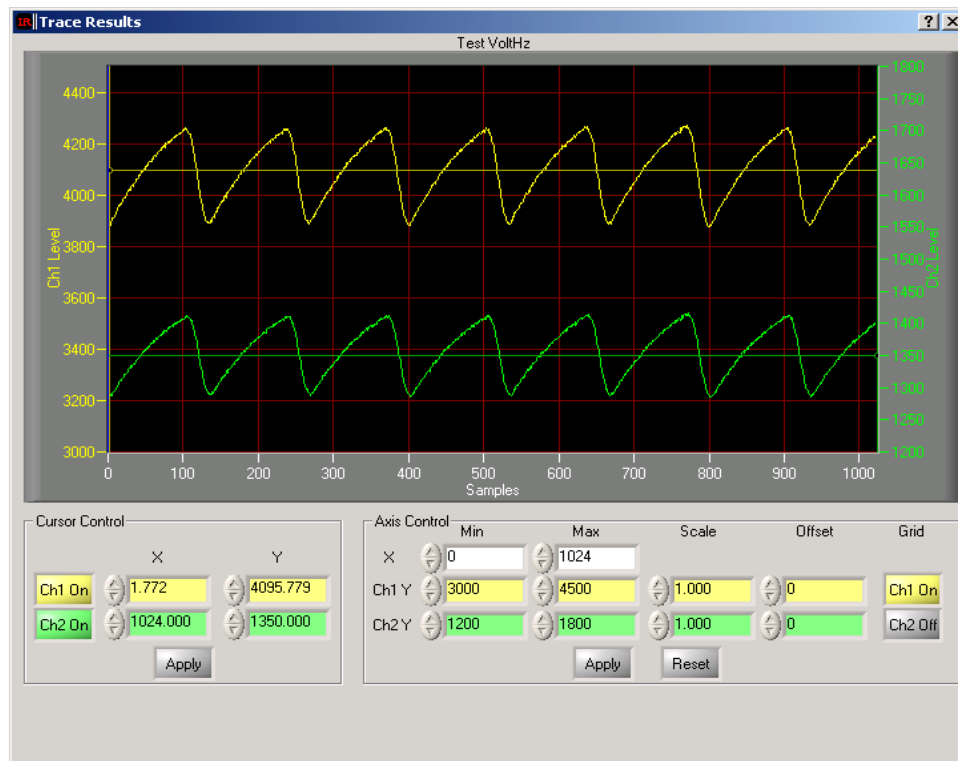 IR Trace Results ? X
Test VoltHz
4400 1800
1750
4200 1700
1650
4000 1600
1550
3800 1500
Ch1 Level Ch2 Level
3600 1450
1400
3400 1350
1300
3200 1250
3000 1200
0 100 200 300 400 500 600 700 800 900 1000
Samples
Cursor Control
X Y
Ch1 On 1.772 4095.779
Ch2 On 1024.000 1350.000
Apply
Axis Control
Min Max Scale Offset Grid
X 0 1024
Ch1 Y 3000 4500 1.000 0 Ch1 On
Ch2 Y 1200 1800 1.000 0 Ch2 Off
Apply Reset